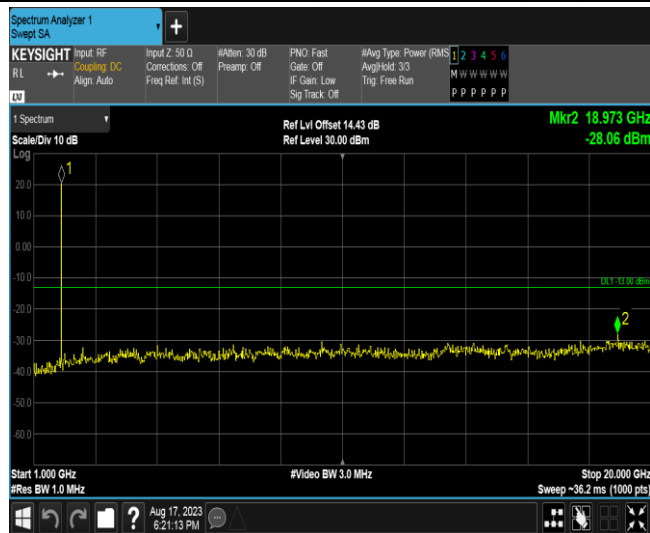 Spectrum Analyzer 1
Swept SA
+
KEYSIGHT
RL
LXI
Input: RF
Coupling: DC
Align: Auto
Input Z: 50 Ω
Corrections: Off
Freq Ref: Int (S)
#Atten: 30 dB
Preamp: Off
PNO: Fast
Gate: Off
IF Gain: Low
Sig Track: Off
#Avg Type: Power (RMS
Avg|Hold: 3/3
Trig: Free Run
1 2 3 4 5 6
M W W W W W
P P P P P P
1 Spectrum
Scale/Div 10 dB
Ref Lvl Offset 14.43 dB
Ref Level 30.00 dBm
Mkr2 18.973 GHz
-28.06 dBm
Log
1
20.0
10.0
0.00
-10.0
DL1 -13.00 dBm
-20.0
2
-30.0
-40.0
-50.0
-60.0
Start 1.000 GHz
#Video BW 3.0 MHz
Stop 20.000 GHz
#Res BW 1.0 MHz
Sweep ~36.2 ms (1000 pts)
?
Aug 17, 2023
6:21:13 PM